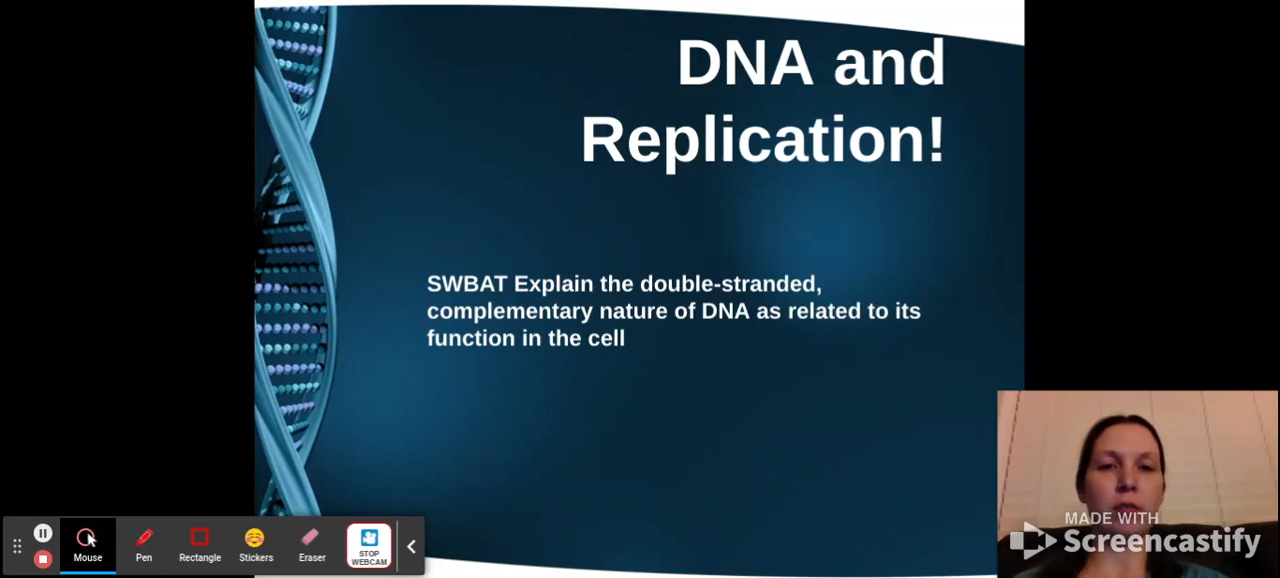 DNA and
Replication!
SWBAT Explain the double-stranded,
complementary nature of DNA as related to its
function in the cell
Mouse
Pen
Rectangle
Stickers
Eraser
STOP
WEBCAM
MADE WITH
Screencastify